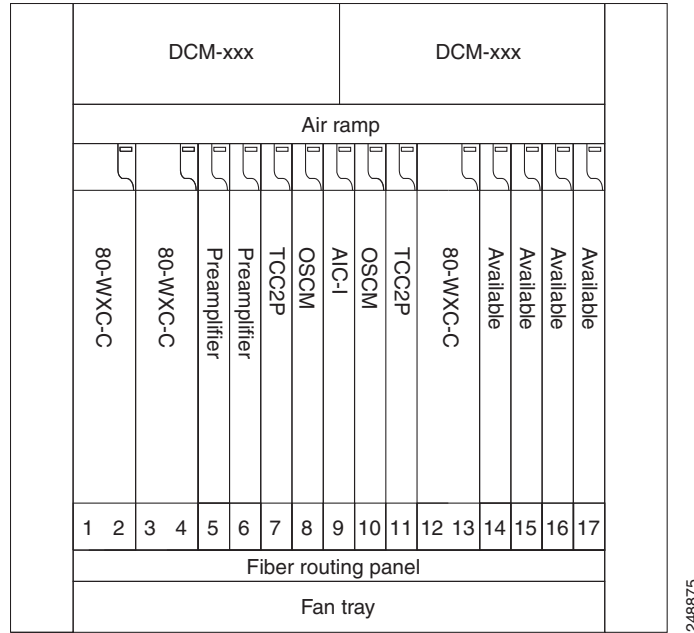 DCM-xxx DCM-xxx
Air ramp
80-WXC-C
80-WXC-C
Preamplifier
Preamplifier
TCC2P
OSCM
AIC-I
OSCM
TCC2P
80-WXC-C
Available
Available
Available
Available
1 2 3 4 5 6 7 8 9 10 11 12 13 14 15 16 17
Fiber routing panel
Fan tray
248875